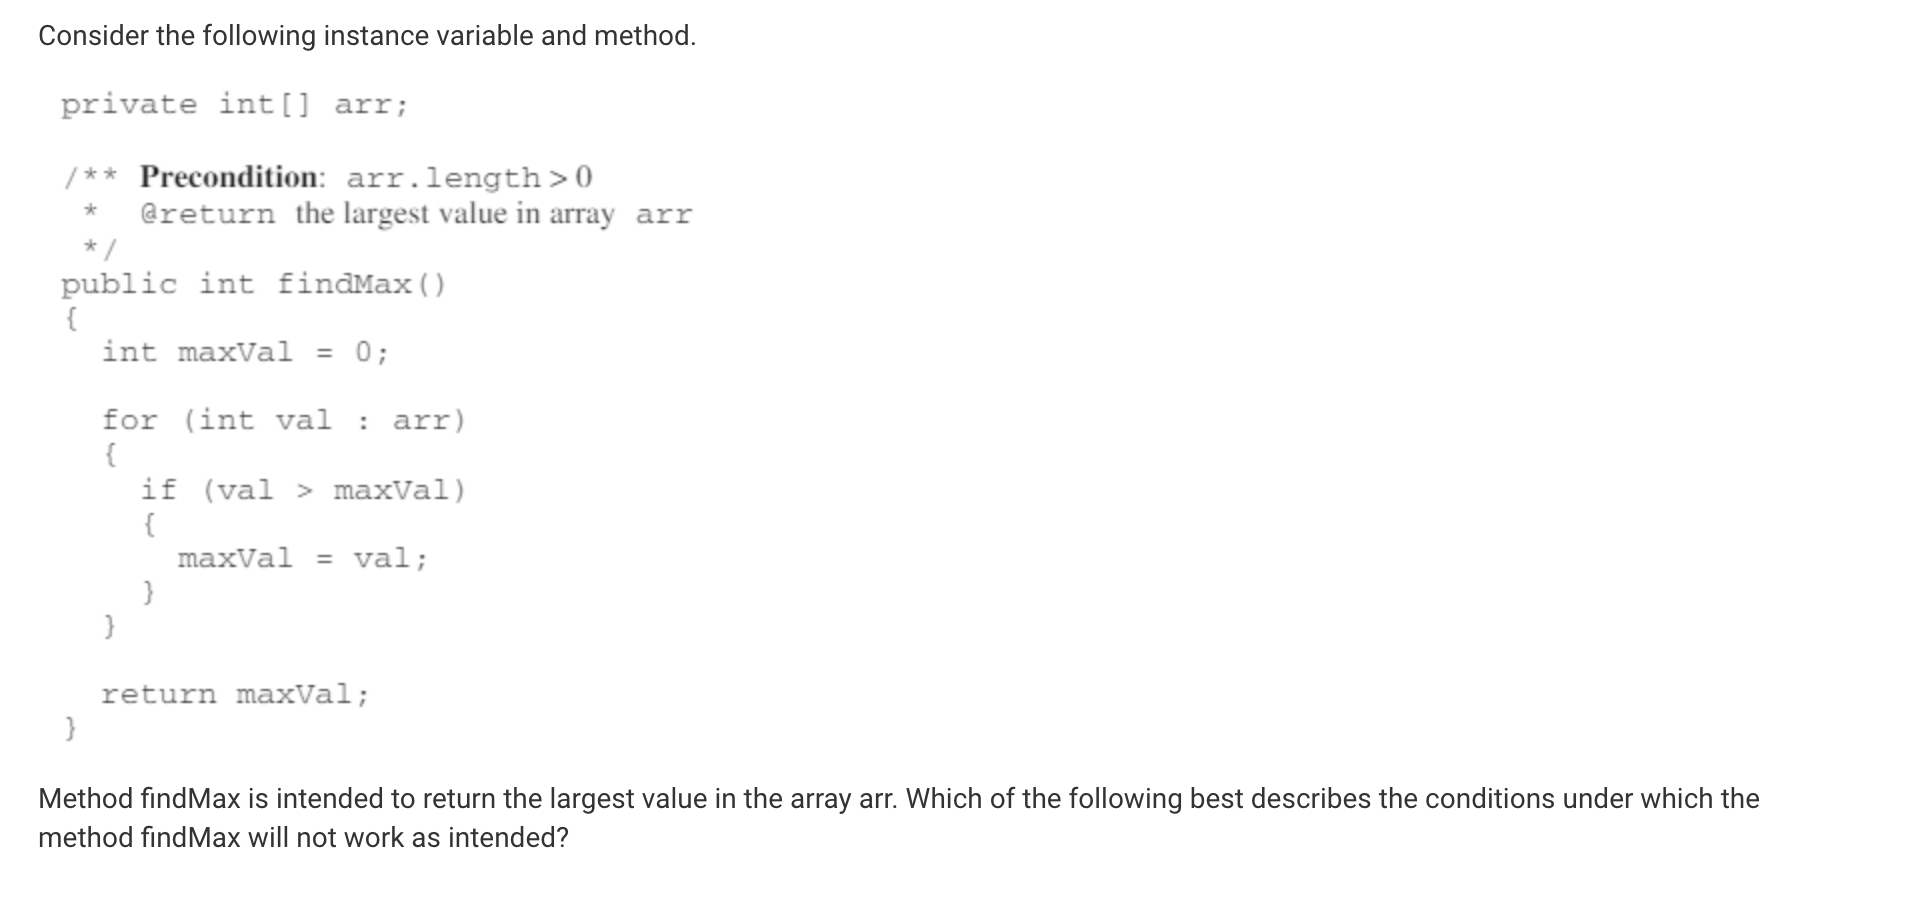 Consider the following instance variable and method.
private int[] arr;
/** Precondition: arr.length > 0
* @return the largest value in array arr
*/
public int findMax()
{
int maxVal = 0;
for (int val : arr)
{
if (val > maxVal)
{
maxVal = val;
}
}
return maxVal;
}
Method findMax is intended to return the largest value in the array arr. Which of the following best describes the conditions under which the
method findMax will not work as intended?